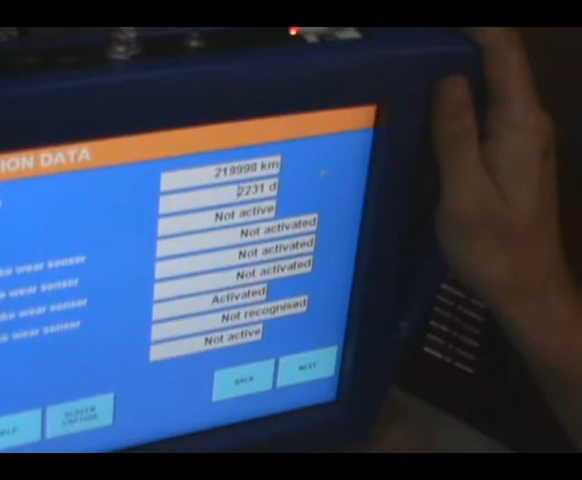 ION DATA
219998 km
2231 d
Not active
Not activated
ke wear sensor
Not activated
e wear sensor
Not activated
ke wear sensor
Activated
e wear sensor
Not recognised
Not active
BACK
NEXT
HELP
SCREEN
CAPTURE